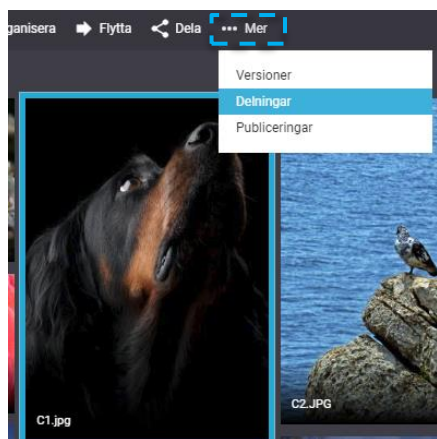 ganisera Flytta Dela ••• Mer
Versioner
Delningar
Publiceringar
C1.jpg
C2.JPG